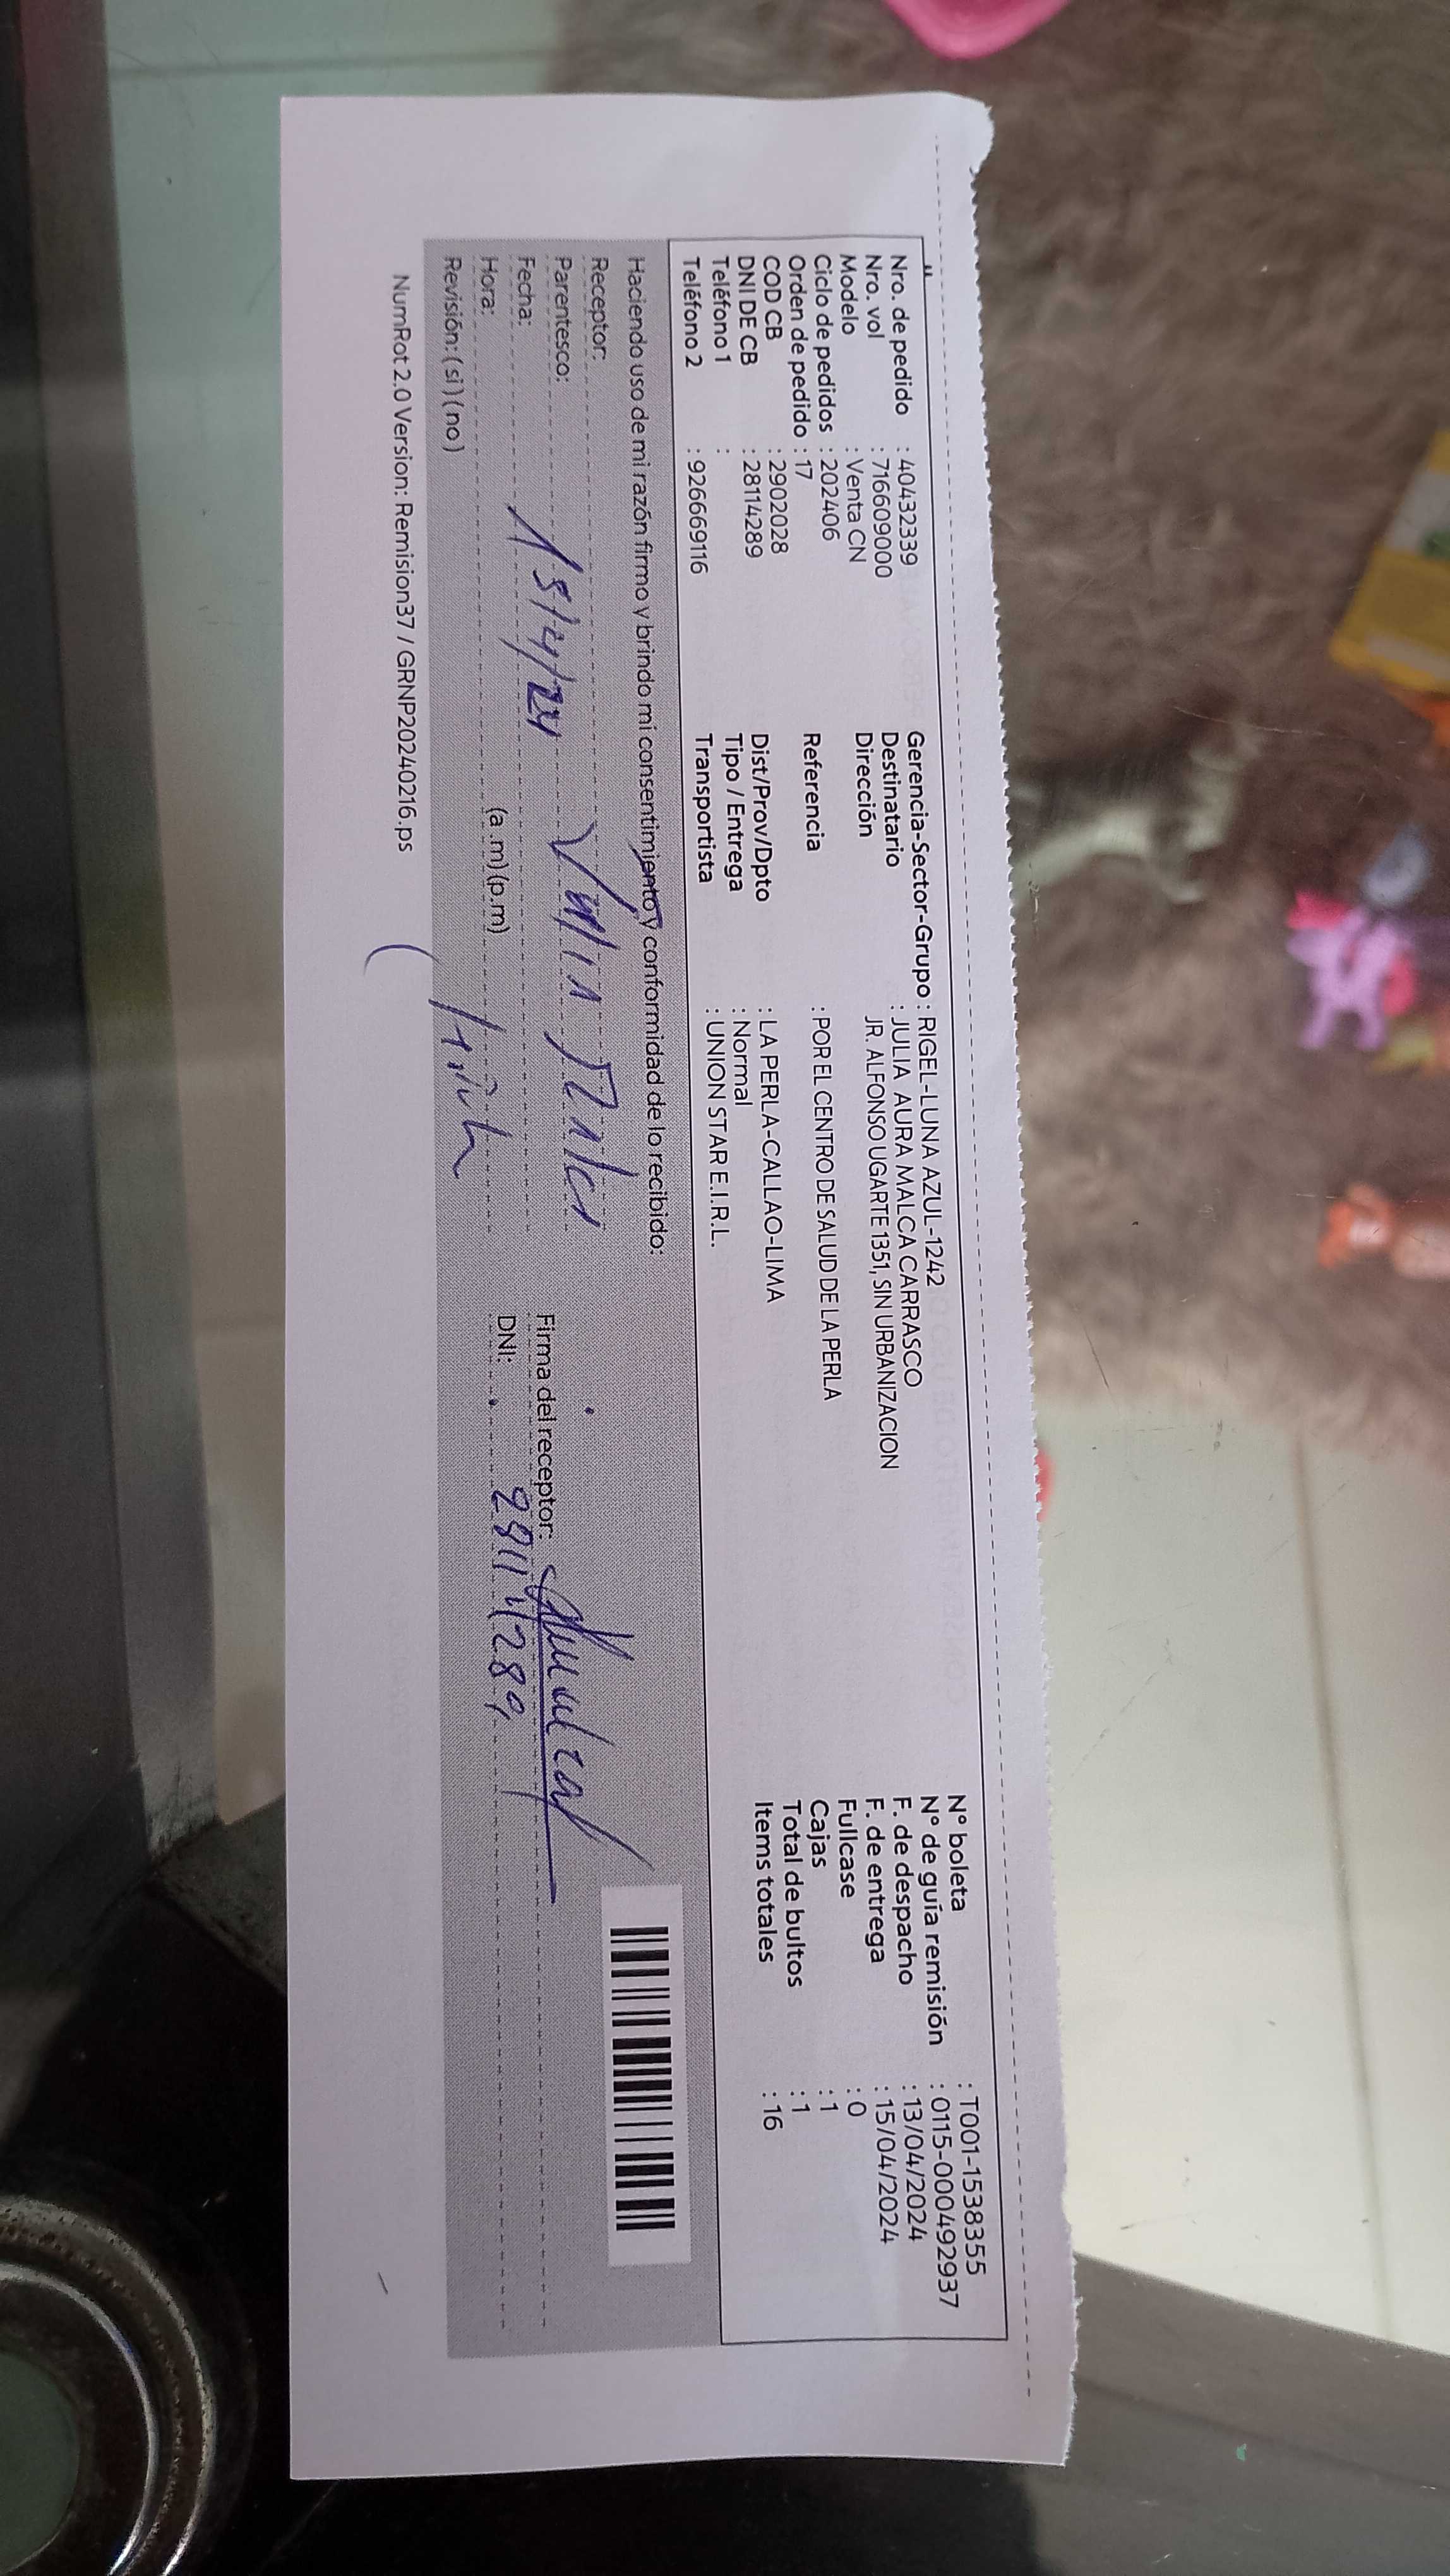 Nro. de pedido : 40432339
Nro. vol : 716609000
Modelo : Venta CN
Ciclo de pedidos : 202406
Orden de pedido : 17
COD CB : 2902028
DNI DE CB : 28114289
Teléfono 1 :
Teléfono 2 : 926669116
Gerencia-Sector-Grupo : RIGEL-LUNA AZUL-1242
Destinatario : JULIA AURA MALCA CARRASCO
Dirección JR. ALFONSO UGARTE 1351, SIN URBANIZACION
Referencia : POR EL CENTRO DE SALUD DE LA PERLA
Dist/Prov/Dpto : LA PERLA-CALLAO-LIMA
Tipo / Entrega : Normal
Transportista : UNION STAR E.I.R.L.
N° boleta : T001-1538355
N° de guía remisión : 0115-000492937
F. de despacho : 13/04/2024
F. de entrega : 15/04/2024
Fullcase : 0
Cajas : 1
Total de bultos : 1
Items totales : 16
Haciendo uso de mi razón firmo y brindo mi consentimiento y conformidad de lo recibido:
Receptor:
Parentesco: Julia
Fecha: 15/4/24
Hora: (a.m) (p.m)
Revisión: (si) (no)
Firma del receptor:
DNI: 28114289
NumRot 2.0 Version: Remision37 / GRNP20240216.ps